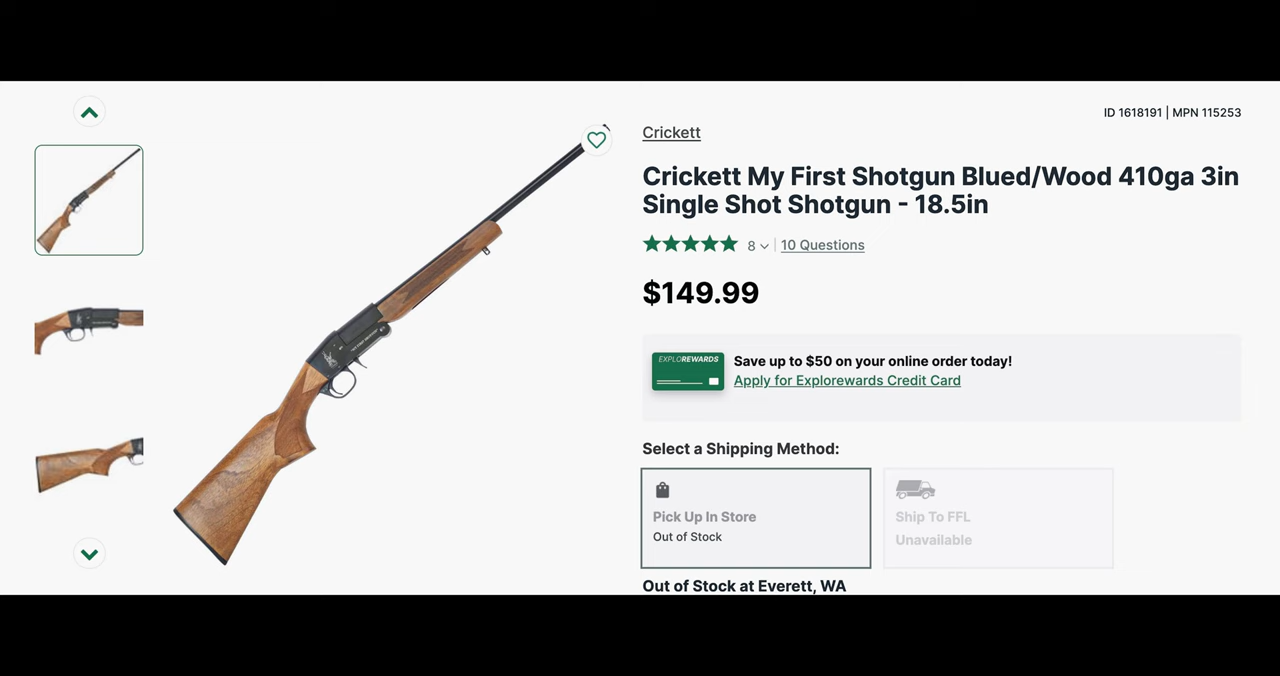 ID 1618191 | MPN 115253
Crickett
Crickett My First Shotgun Blued/Wood 410ga 3in
Single Shot Shotgun - 18.5in
8
10 Questions
$149.99
EXPLOREWARDS
Save up to $50 on your online order today!
Apply for Explorewards Credit Card
Select a Shipping Method:
Pick Up In Store
Out of Stock
Ship To FFL
Unavailable
Out of Stock at Everett, WA